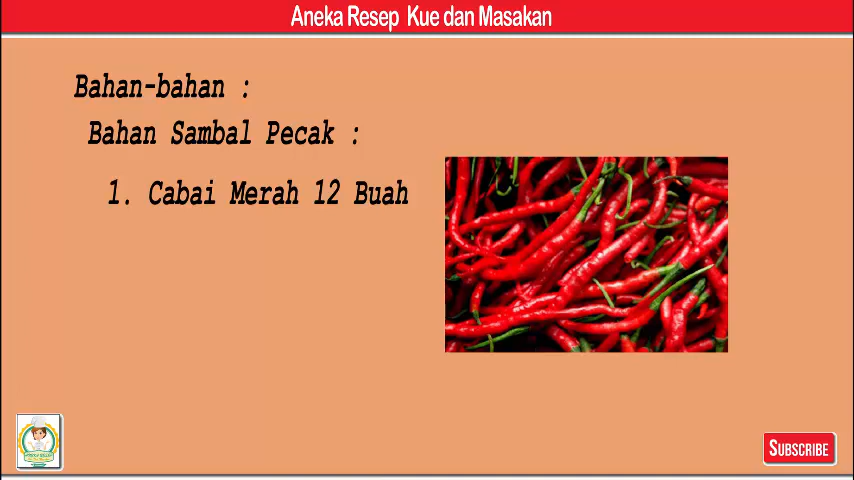 Aneka Resep Kue dan Masakan
Bahan-bahan :
Bahan Sambal Pecak :
1. Cabai Merah 12 Buah
SUBSCRIBE